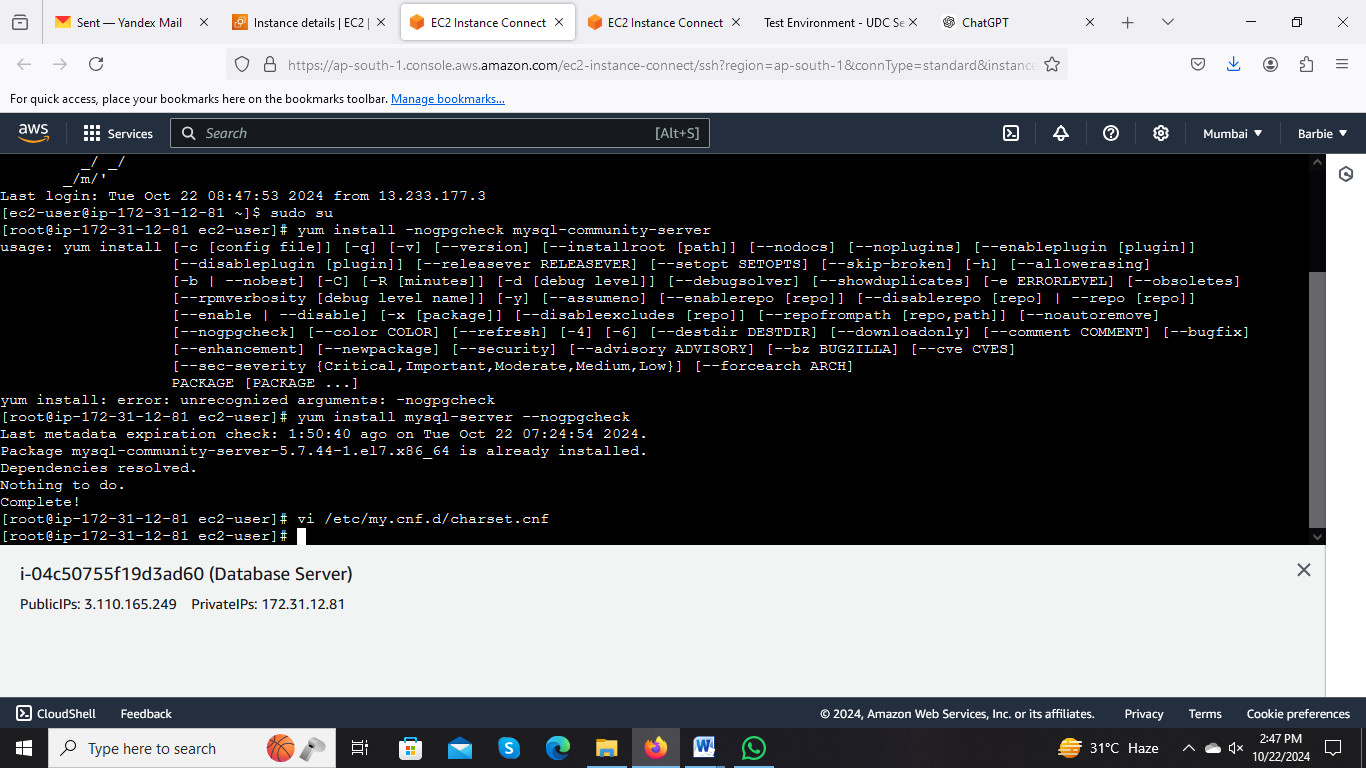 Sent — Yandex Mail
Instance details | EC2 |
EC2 Instance Connect
EC2 Instance Connect
Test Environment - UDC Se
ChatGPT
https://ap-south-1.console.aws.amazon.com/ec2-instance-connect/ssh?region=ap-south-1&connType=standard&instance
For quick access, place your bookmarks here on the bookmarks toolbar. Manage bookmarks...
aws
Services
Search
[Alt+S]
Mumbai
Barbie
_/ _/
_/m/'
Last login: Tue Oct 22 08:47:53 2024 from 13.233.177.3
[ec2-user@ip-172-31-12-81 ~]$ sudo su
[root@ip-172-31-12-81 ec2-user]# yum install -nogpgcheck mysql-community-server
usage: yum install [-c [config file]] [-q] [-v] [--version] [--installroot [path]] [--nodocs] [--noplugins] [--enableplugin [plugin]]
[--disableplugin [plugin]] [--releasever RELEASEVER] [--setopt SETOPTS] [--skip-broken] [-h] [--allowerasing]
[-b | --nobest] [-C] [-R [minutes]] [-d [debug level]] [--debugsolver] [--showduplicates] [-e ERRORLEVEL] [--obsoletes]
[--rpmverbosity [debug level name]] [-y] [--assumeno] [--enablerepo [repo]] [--disablerepo [repo] | --repo [repo]]
[--enable | --disable] [-x [package]] [--disableexcludes [repo]] [--repofrompath [repo,path]] [--noautoremove]
[--nogpgcheck] [--color COLOR] [--refresh] [-4] [-6] [--destdir DESTDIR] [--downloadonly] [--comment COMMENT] [--bugfix]
[--enhancement] [--newpackage] [--security] [--advisory ADVISORY] [--bz BUGZILLA] [--cve CVES]
[--sec-severity {Critical,Important,Moderate,Medium,Low}] [--forcearch ARCH]
PACKAGE [PACKAGE ...]
yum install: error: unrecognized arguments: -nogpgcheck
[root@ip-172-31-12-81 ec2-user]# yum install mysql-server --nogpgcheck
Last metadata expiration check: 1:50:40 ago on Tue Oct 22 07:24:54 2024.
Package mysql-community-server-5.7.44-1.el7.x86_64 is already installed.
Dependencies resolved.
Nothing to do.
Complete!
[root@ip-172-31-12-81 ec2-user]# vi /etc/my.cnf.d/charset.cnf
[root@ip-172-31-12-81 ec2-user]#
i-04c50755f19d3ad60 (Database Server)
PublicIPs: 3.110.165.249 PrivateIPs: 172.31.12.81
CloudShell
Feedback
© 2024, Amazon Web Services, Inc. or its affiliates.
Privacy
Terms
Cookie preferences
Type here to search
31°C Haze
2:47 PM
10/22/2024